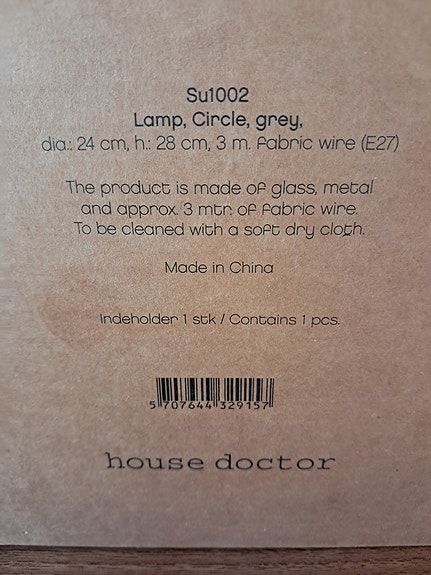 Su1002
Lamp, Circle, grey,
dia.: 24 cm, h.: 28 cm, 3 m. fabric wire (E27)
The product is made of glass, metal
and approx. 3 mtr. of fabric wire.
To be cleaned with a soft dry cloth.
Made in China
Indeholder 1 stk / Contains 1 pcs.
5 707644 329157
house doctor